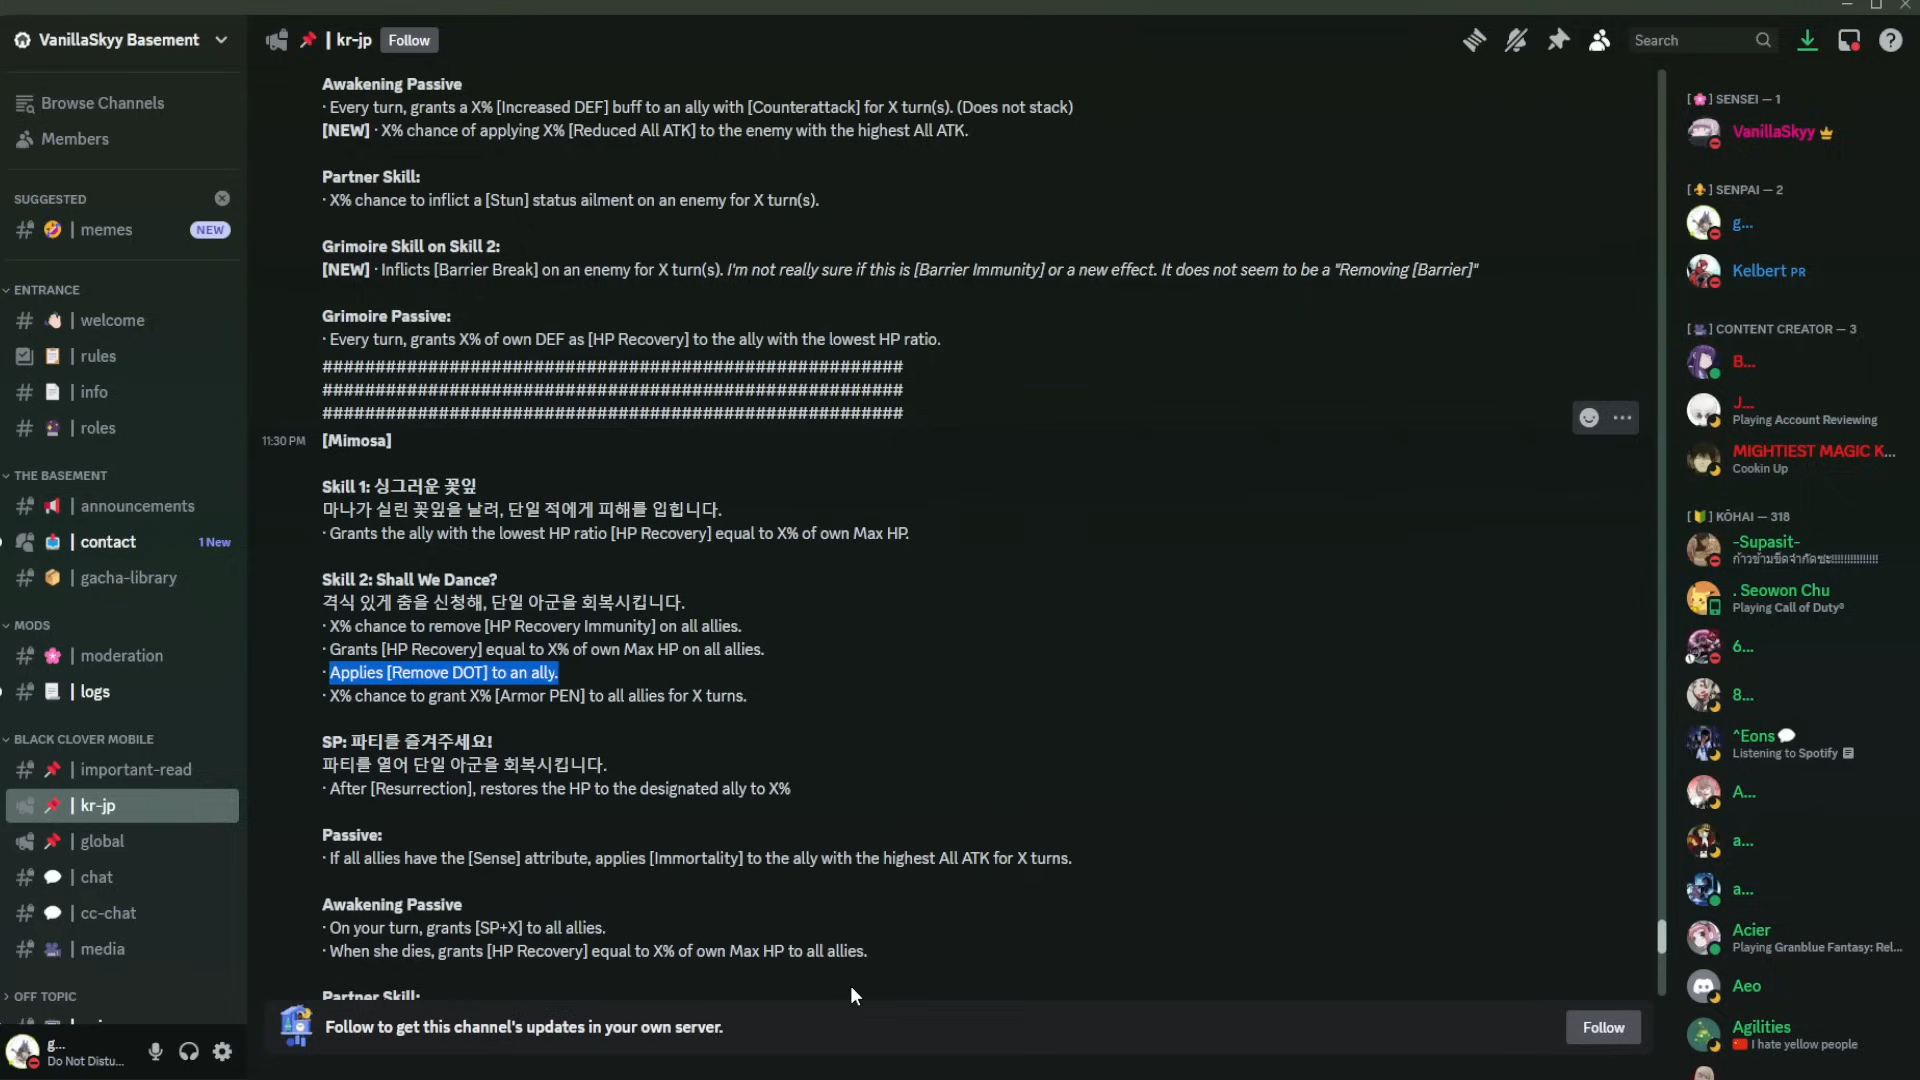 VanillaSkyy Basement
| kr-jp
Follow
Search
Browse Channels
Members
SUGGESTED
| memes
NEW
ENTRANCE
| welcome
| rules
| info
| roles
THE BASEMENT
| announcements
| contact
1 New
| gacha-library
MODS
| moderation
| logs
BLACK CLOVER MOBILE
| important-read
| kr-jp
| global
| chat
| cc-chat
| media
OFF TOPIC
g...
Do Not Distu...
Awakening Passive
· Every turn, grants a X% [Increased DEF] buff to an ally with [Counterattack] for X turn(s). (Does not stack)
[NEW] · X% chance of applying X% [Reduced All ATK] to the enemy with the highest All ATK.
Partner Skill:
· X% chance to inflict a [Stun] status ailment on an enemy for X turn(s).
Grimoire Skill on Skill 2:
[NEW] · Inflicts [Barrier Break] on an enemy for X turn(s). I'm not really sure if this is [Barrier Immunity] or a new effect. It does not seem to be a "Removing [Barrier]"
Grimoire Passive:
· Every turn, grants X% of own DEF as [HP Recovery] to the ally with the lowest HP ratio.
#######################################################
#######################################################
#######################################################
11:30 PM
[Mimosa]
Skill 1: 싱그러운 꽃잎
마나가 실린 꽃잎을 날려, 단일 적에게 피해를 입힙니다.
· Grants the ally with the lowest HP ratio [HP Recovery] equal to X% of own Max HP.
Skill 2: Shall We Dance?
격식 있게 춤을 신청해, 단일 아군을 회복시킵니다.
· X% chance to remove [HP Recovery Immunity] on all allies.
· Grants [HP Recovery] equal to X% of own Max HP on all allies.
· Applies [Remove DOT] to an ally.
· X% chance to grant X% [Armor PEN] to all allies for X turns.
SP: 파티를 즐겨주세요!
파티를 열어 단일 아군을 회복시킵니다.
· After [Resurrection], restores the HP to the designated ally to X%
Passive:
· If all allies have the [Sense] attribute, applies [Immortality] to the ally with the highest All ATK for X turns.
Awakening Passive
· On your turn, grants [SP+X] to all allies.
· When she dies, grants [HP Recovery] equal to X% of own Max HP to all allies.
Partner Skill:
Follow to get this channel's updates in your own server.
Follow
[🌸] SENSEI — 1
VanillaSkyy
[⚜] SENPAI — 2
g...
Kelbert PR
[🎥] CONTENT CREATOR — 3
B...
J...
Playing Account Reviewing
MIGHTIEST MAGIC K...
Cookin Up
[🔰] KŌHAI — 318
-Supasit-
ก้าวข้ามขีดจำกัดซะ!!!!!!!!!!!!!!
. Seowon Chu
Playing Call of Duty®
6...
8...
^Eons
Listening to Spotify
A...
a...
a...
Acier
Playing Granblue Fantasy: Rel...
Aeo
Agilities
I hate yellow people